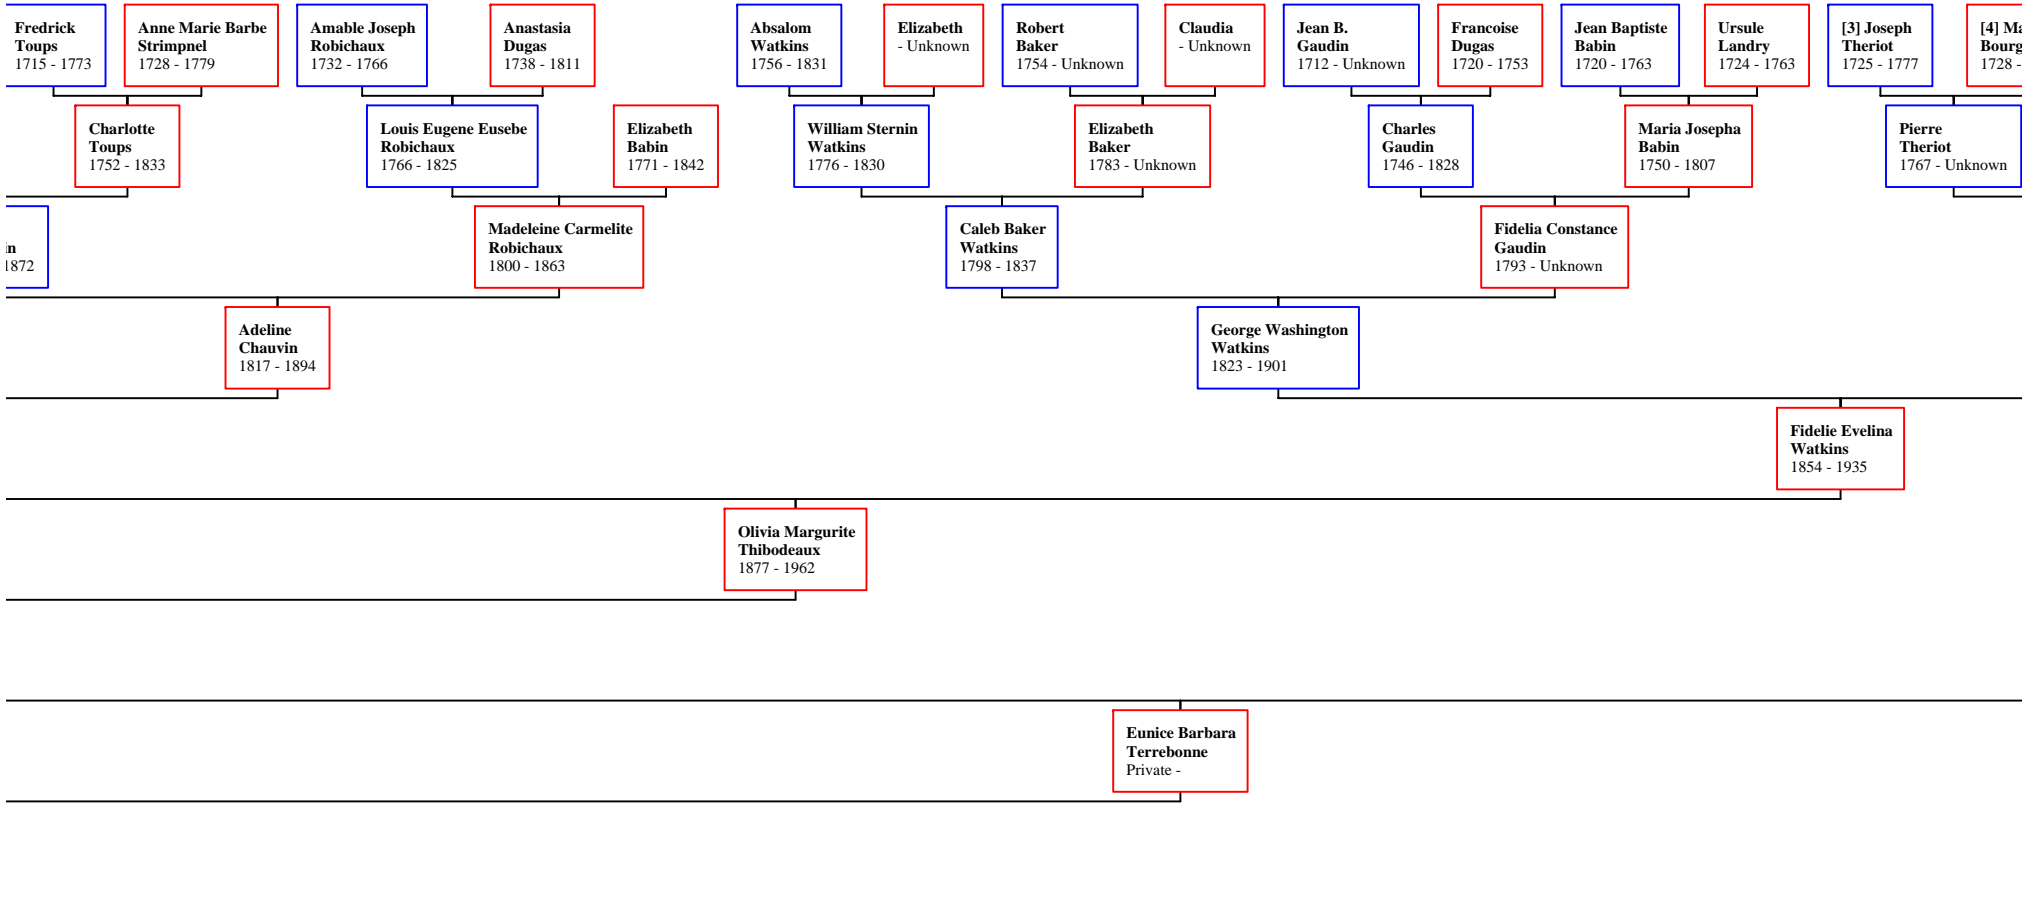 Fredrick
Toups
1715 - 1773
Anne Marie Barbe
Strimpnel
1728 - 1779
Amable Joseph
Robichaux
1732 - 1766
Anastasia
Dugas
1738 - 1811
Absalom
Watkins
1756 - 1831
Elizabeth
- Unknown
Robert
Baker
1754 - Unknown
Claudia
- Unknown
Jean B.
Gaudin
1712 - Unknown
Francoise
Dugas
1720 - 1753
Jean Baptiste
Babin
1720 - 1763
Ursule
Landry
1724 - 1763
[3] Joseph
Theriot
1725 - 1777
[4] Ma
Bourg
1728 -
Charlotte
Toups
1752 - 1833
Louis Eugene Eusebe
Robichaux
1766 - 1825
Elizabeth
Babin
1771 - 1842
William Sternin
Watkins
1776 - 1830
Elizabeth
Baker
1783 - Unknown
Charles
Gaudin
1746 - 1828
Maria Josepha
Babin
1750 - 1807
Pierre
Theriot
1767 - Unknown
in
1872
Madeleine Carmelite
Robichaux
1800 - 1863
Caleb Baker
Watkins
1798 - 1837
Fidelia Constance
Gaudin
1793 - Unknown
Adeline
Chauvin
1817 - 1894
George Washington
Watkins
1823 - 1901
Fidelie Evelina
Watkins
1854 - 1935
Olivia Margurite
Thibodeaux
1877 - 1962
Eunice Barbara
Terrebonne
Private -